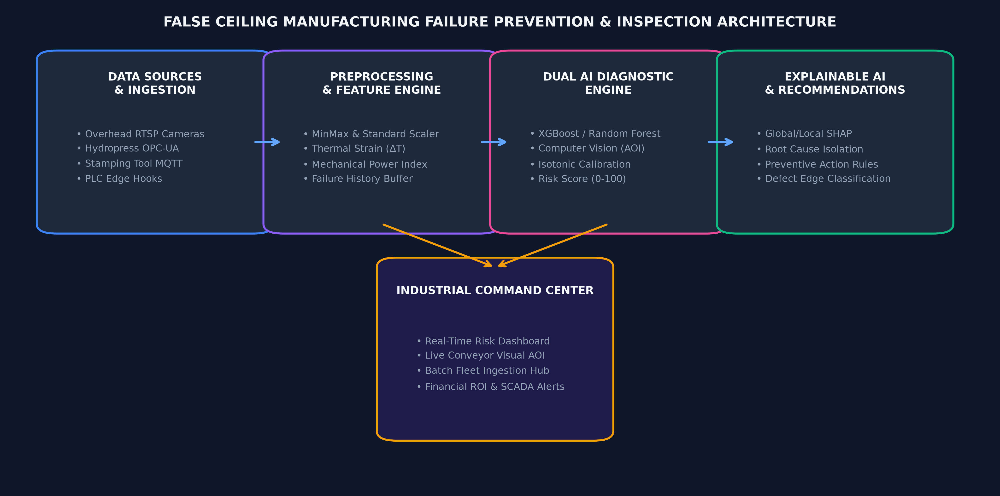 FALSE CEILING MANUFACTURING FAILURE PREVENTION & INSPECTION ARCHITECTURE
DATA SOURCES
& INGESTION
• Overhead RTSP Cameras
• Hydropress OPC-UA
• Stamping Tool MQTT
• PLC Edge Hooks
PREPROCESSING
& FEATURE ENGINE
• MinMax & Standard Scaler
• Thermal Strain (ΔT)
• Mechanical Power Index
• Failure History Buffer
DUAL AI DIAGNOSTIC
ENGINE
• XGBoost / Random Forest
• Computer Vision (AOI)
• Isotonic Calibration
• Risk Score (0-100)
EXPLAINABLE AI
& RECOMMENDATIONS
• Global/Local SHAP
• Root Cause Isolation
• Preventive Action Rules
• Defect Edge Classification
INDUSTRIAL COMMAND CENTER
• Real-Time Risk Dashboard
• Live Conveyor Visual AOI
• Batch Fleet Ingestion Hub
• Financial ROI & SCADA Alerts